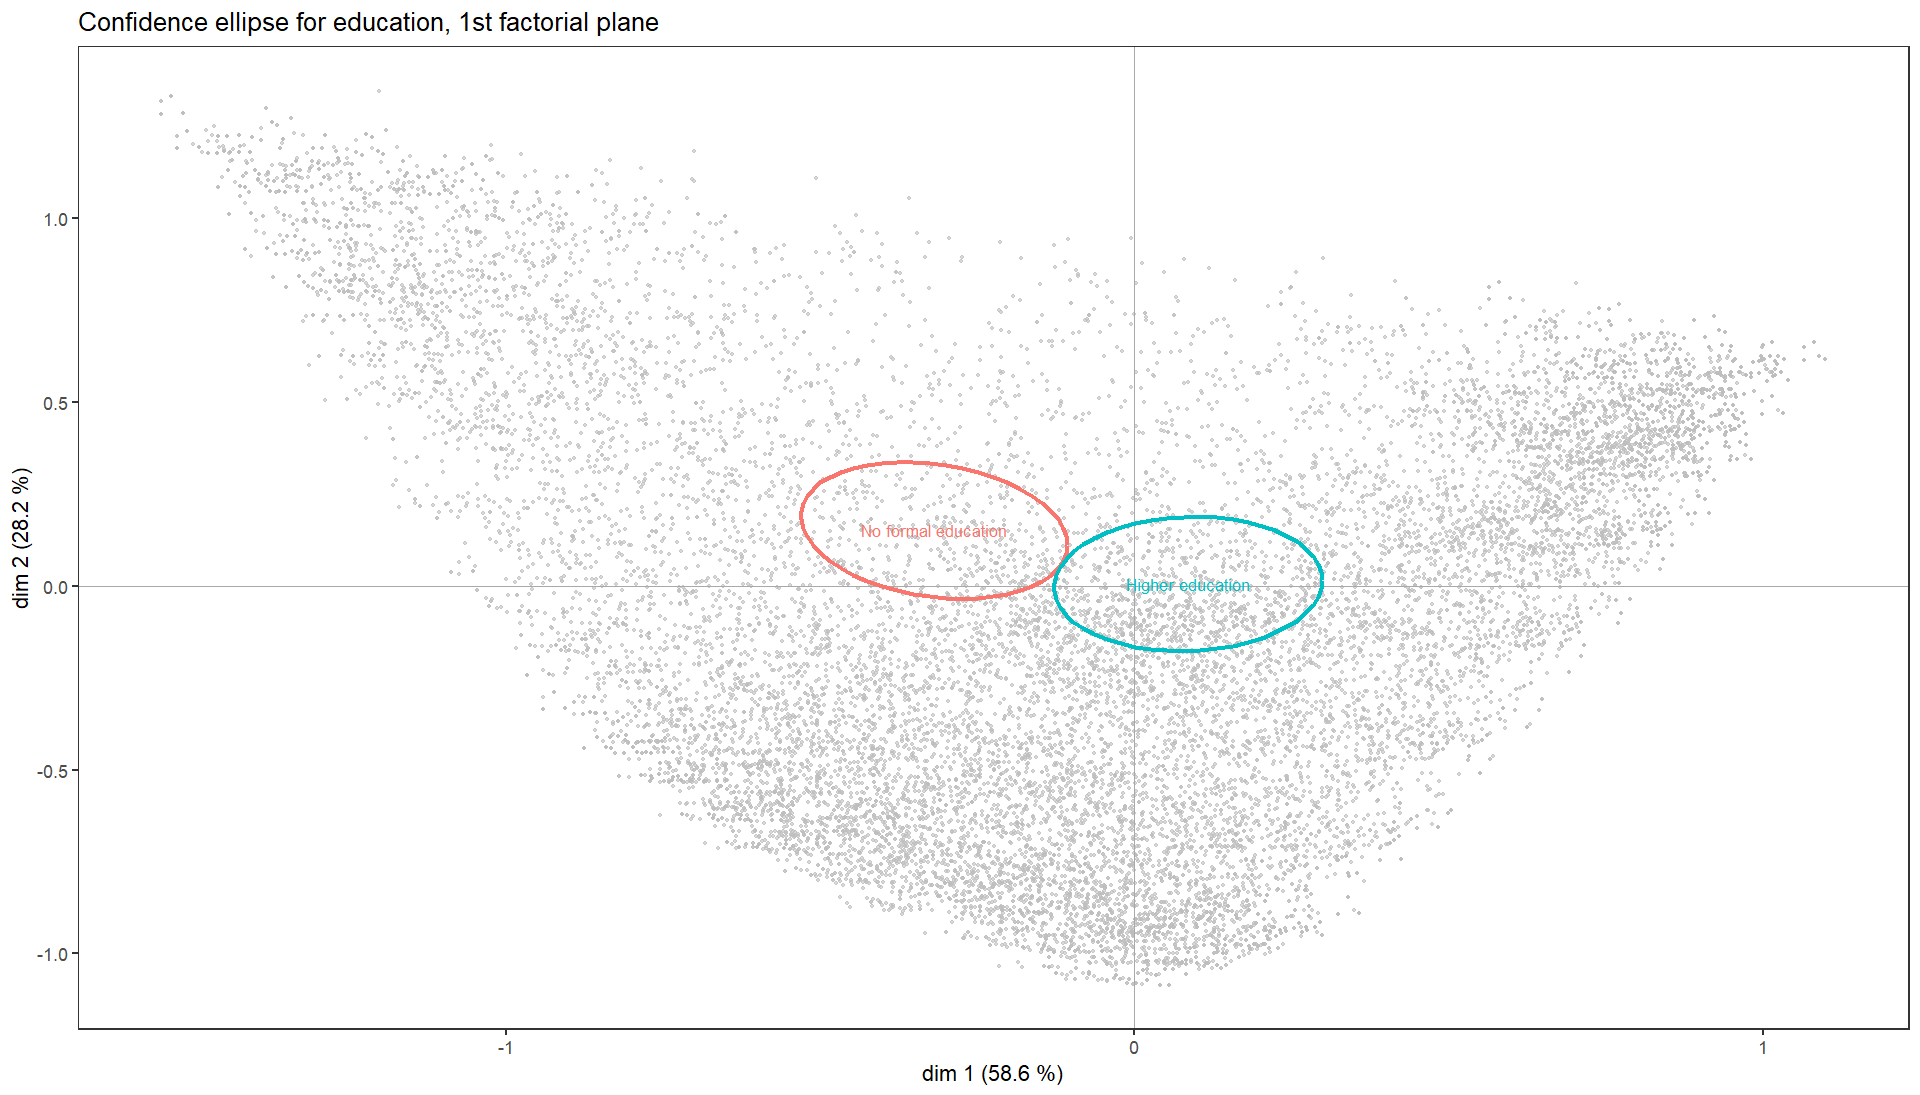 Confidence ellipse for education, 1st factorial plane
1.0
0.5
0.0
-0.5
-1.0
dim 2 (28.2 %)
No formal education
Higher education
-1
0
1
dim 1 (58.6 %)